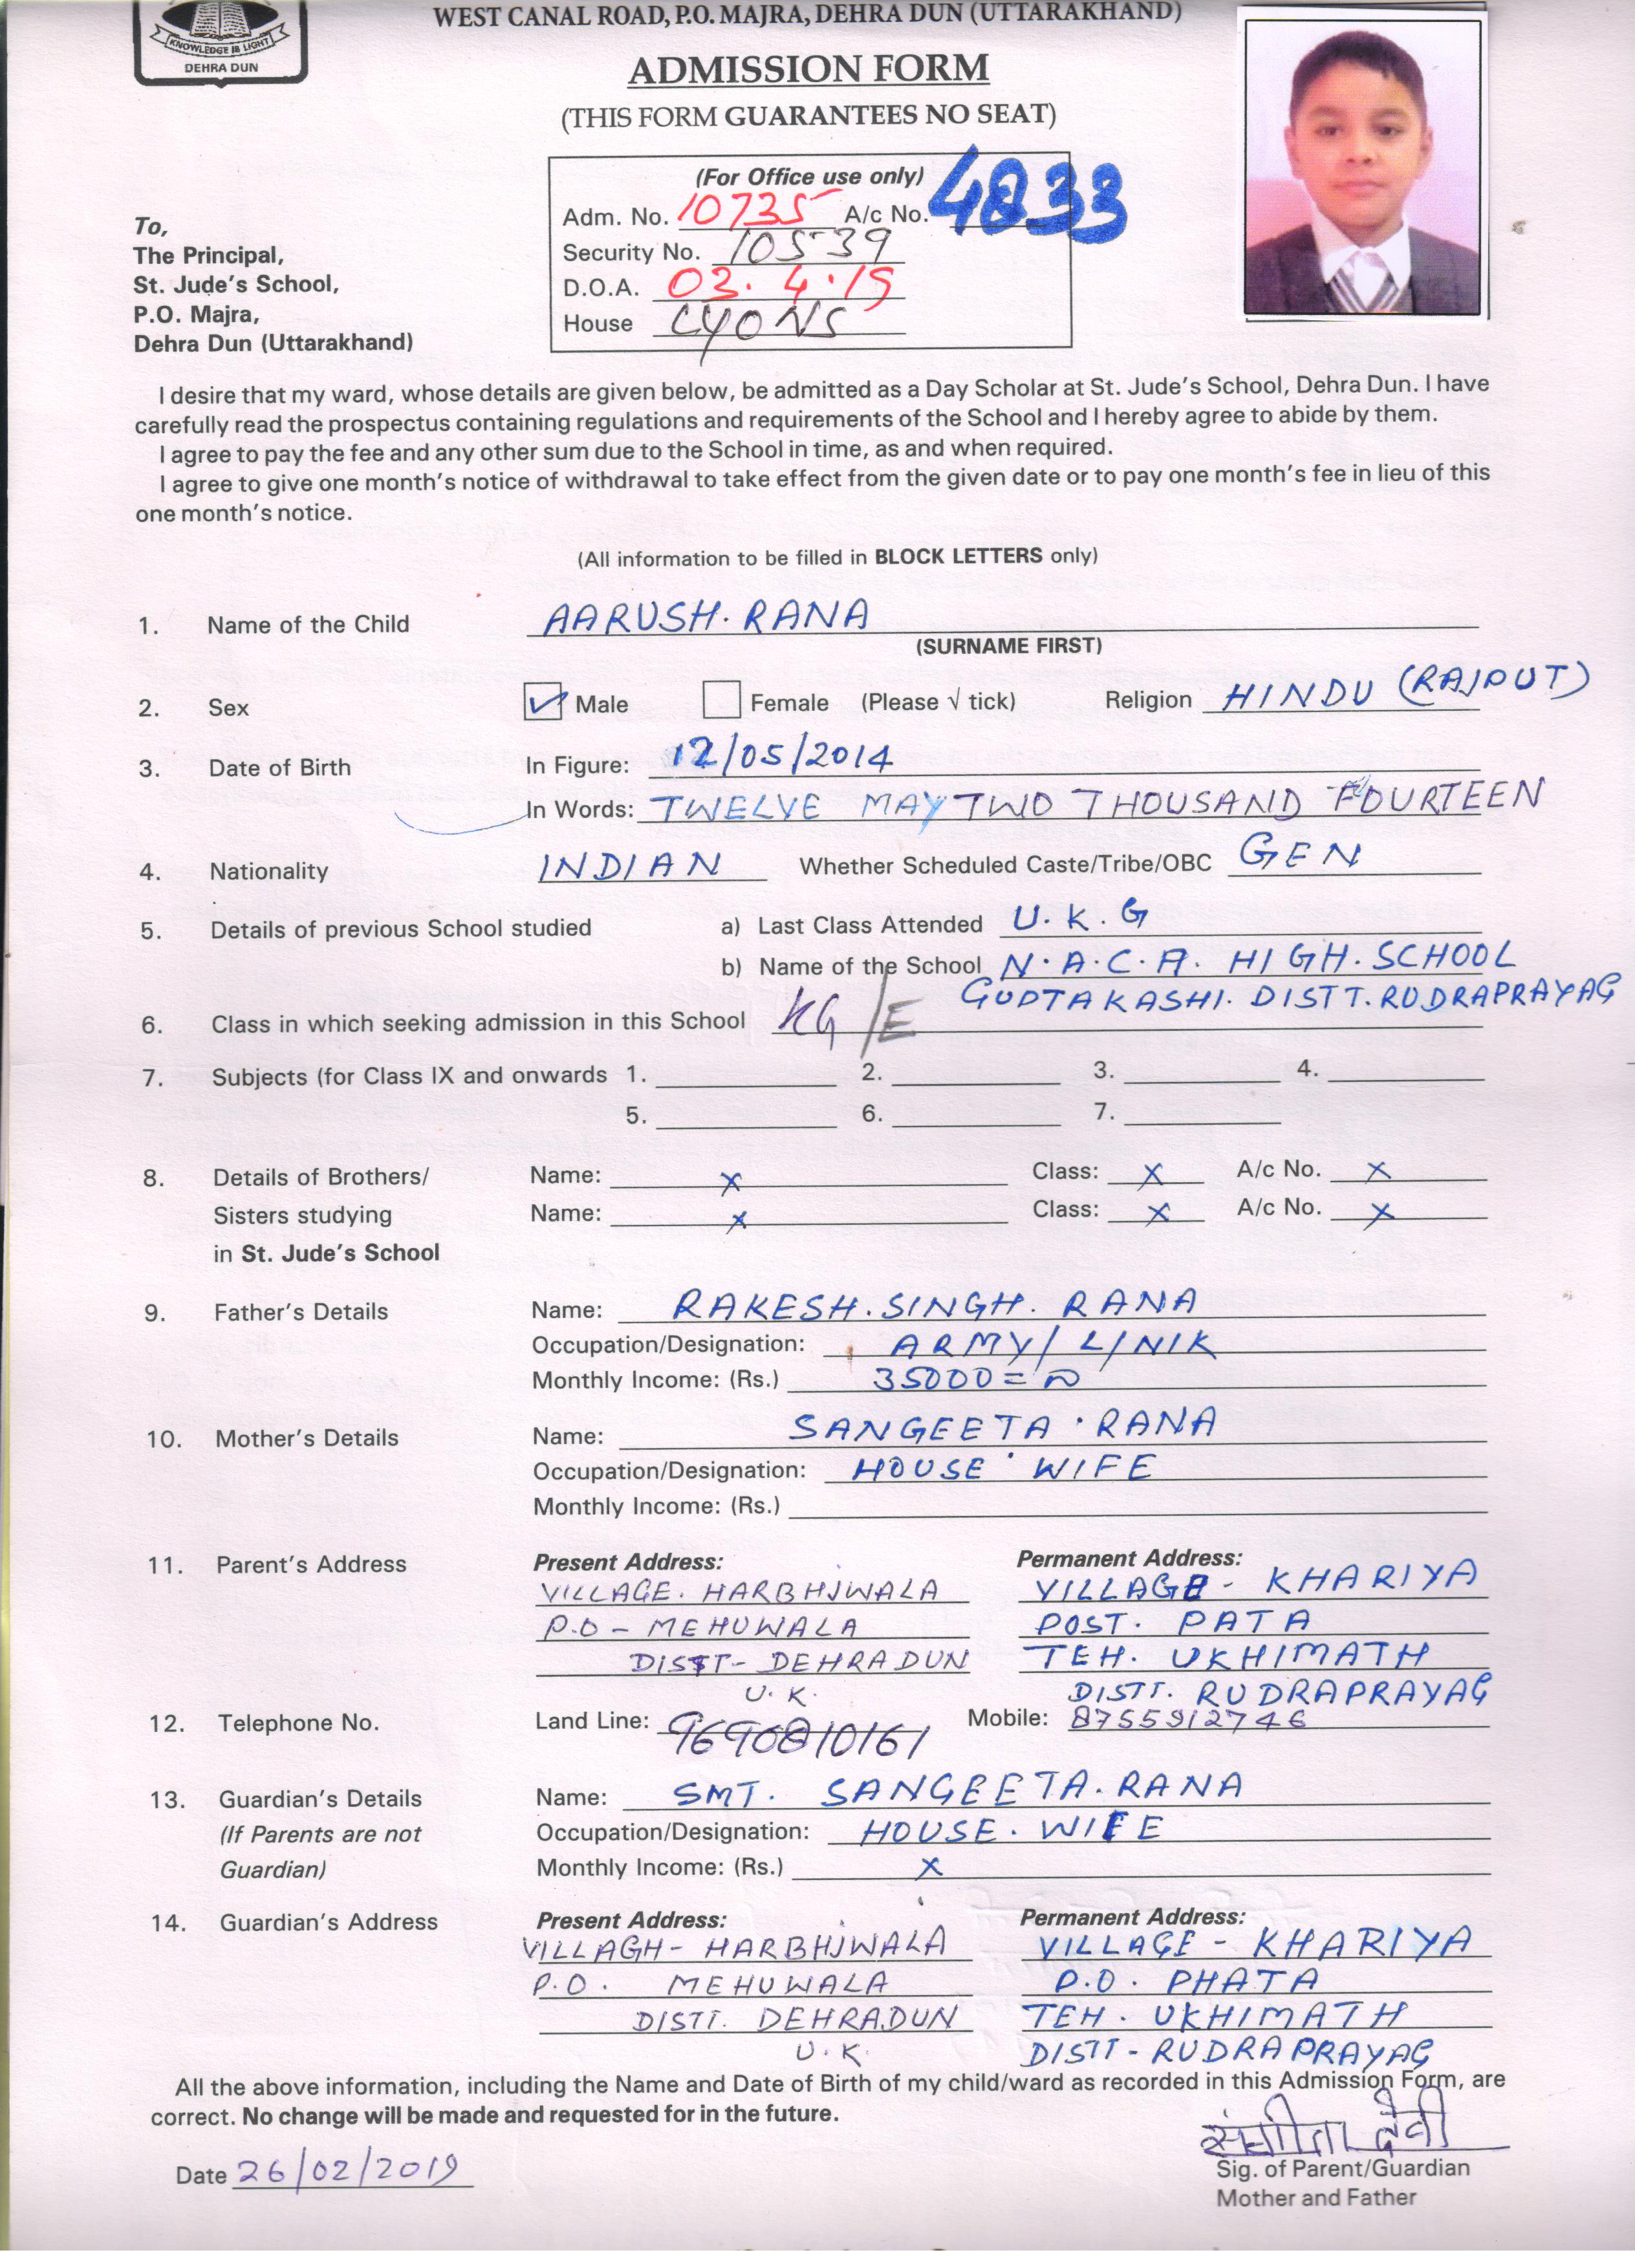 WEST CANAL ROAD, P.O. MAJRA, DEHRA DUN (UTTARAKHAND)
KNOWLEDGE IS LIGHT
DEHRA DUN
ADMISSION FORM
(THIS FORM GUARANTEES NO SEAT)
(For Office use only)
Adm. No. 10735 A/c No. 4833
Security No. 10539
D.O.A. 03.4.19
House LYONS
To,
The Principal,
St. Jude's School,
P.O. Majra,
Dehra Dun (Uttarakhand)
I desire that my ward, whose details are given below, be admitted as a Day Scholar at St. Jude's School, Dehra Dun. I have
carefully read the prospectus containing regulations and requirements of the School and I hereby agree to abide by them.
I agree to pay the fee and any other sum due to the School in time, as and when required.
I agree to give one month's notice of withdrawal to take effect from the given date or to pay one month's fee in lieu of this
one month's notice.
(All information to be filled in BLOCK LETTERS only)
1. Name of the Child AARUSH. RANA
(SURNAME FIRST)
2. Sex Male Female (Please √ tick) Religion HINDU (RAJPUT)
3. Date of Birth In Figure: 12/05/2014
In Words: TWELVE MAY TWO THOUSAND FOURTEEN
4. Nationality INDIAN Whether Scheduled Caste/Tribe/OBC GEN
5. Details of previous School studied a) Last Class Attended U.K.G
b) Name of the School N.A.C.A. HIGH.SCHOOL
GUPTAKASHI. DISTT. RUDRAPRAYAG
6. Class in which seeking admission in this School KG/E
7. Subjects (for Class IX and onwards 1. 2. 3. 4.
5. 6. 7.
8. Details of Brothers/ Name: x Class: x A/c No. x
Sisters studying Name: x Class: x A/c No. x
in St. Jude's School
9. Father's Details Name: RAKESH.SINGH. RANA
Occupation/Designation: ARMY/L/NIK
Monthly Income: (Rs.) 35000=00
10. Mother's Details Name: SANGEETA.RANA
Occupation/Designation: HOUSE WIFE
Monthly Income: (Rs.)
11. Parent's Address Present Address: Permanent Address:
VILLAGE. HARBHJWALA VILLAGE - KHARIYA
P.O - MEHUWALA POST. PATA
DISTT- DEHRADUN TEH. UKHIMATH
U.K. DISTT. RUDRAPRAYAG
12. Telephone No. Land Line: 9690810161 Mobile: 8755912746
13. Guardian's Details Name: SMT. SANGEETA.RANA
(If Parents are not Occupation/Designation: HOUSE.WIFE
Guardian) Monthly Income: (Rs.) x
14. Guardian's Address Present Address: Permanent Address:
VILLAGH- HARBHJWALA VILLAGE - KHARIYA
P.O. MEHUWALA P.O. PHATA
DISTT. DEHRADUN TEH. UKHIMATH
U.K. DISTT - RUDRAPRAYAG
All the above information, including the Name and Date of Birth of my child/ward as recorded in this Admission Form, are
correct. No change will be made and requested for in the future.
संगीता देवी
Date 26/02/2019 Sig. of Parent/Guardian
Mother and Father